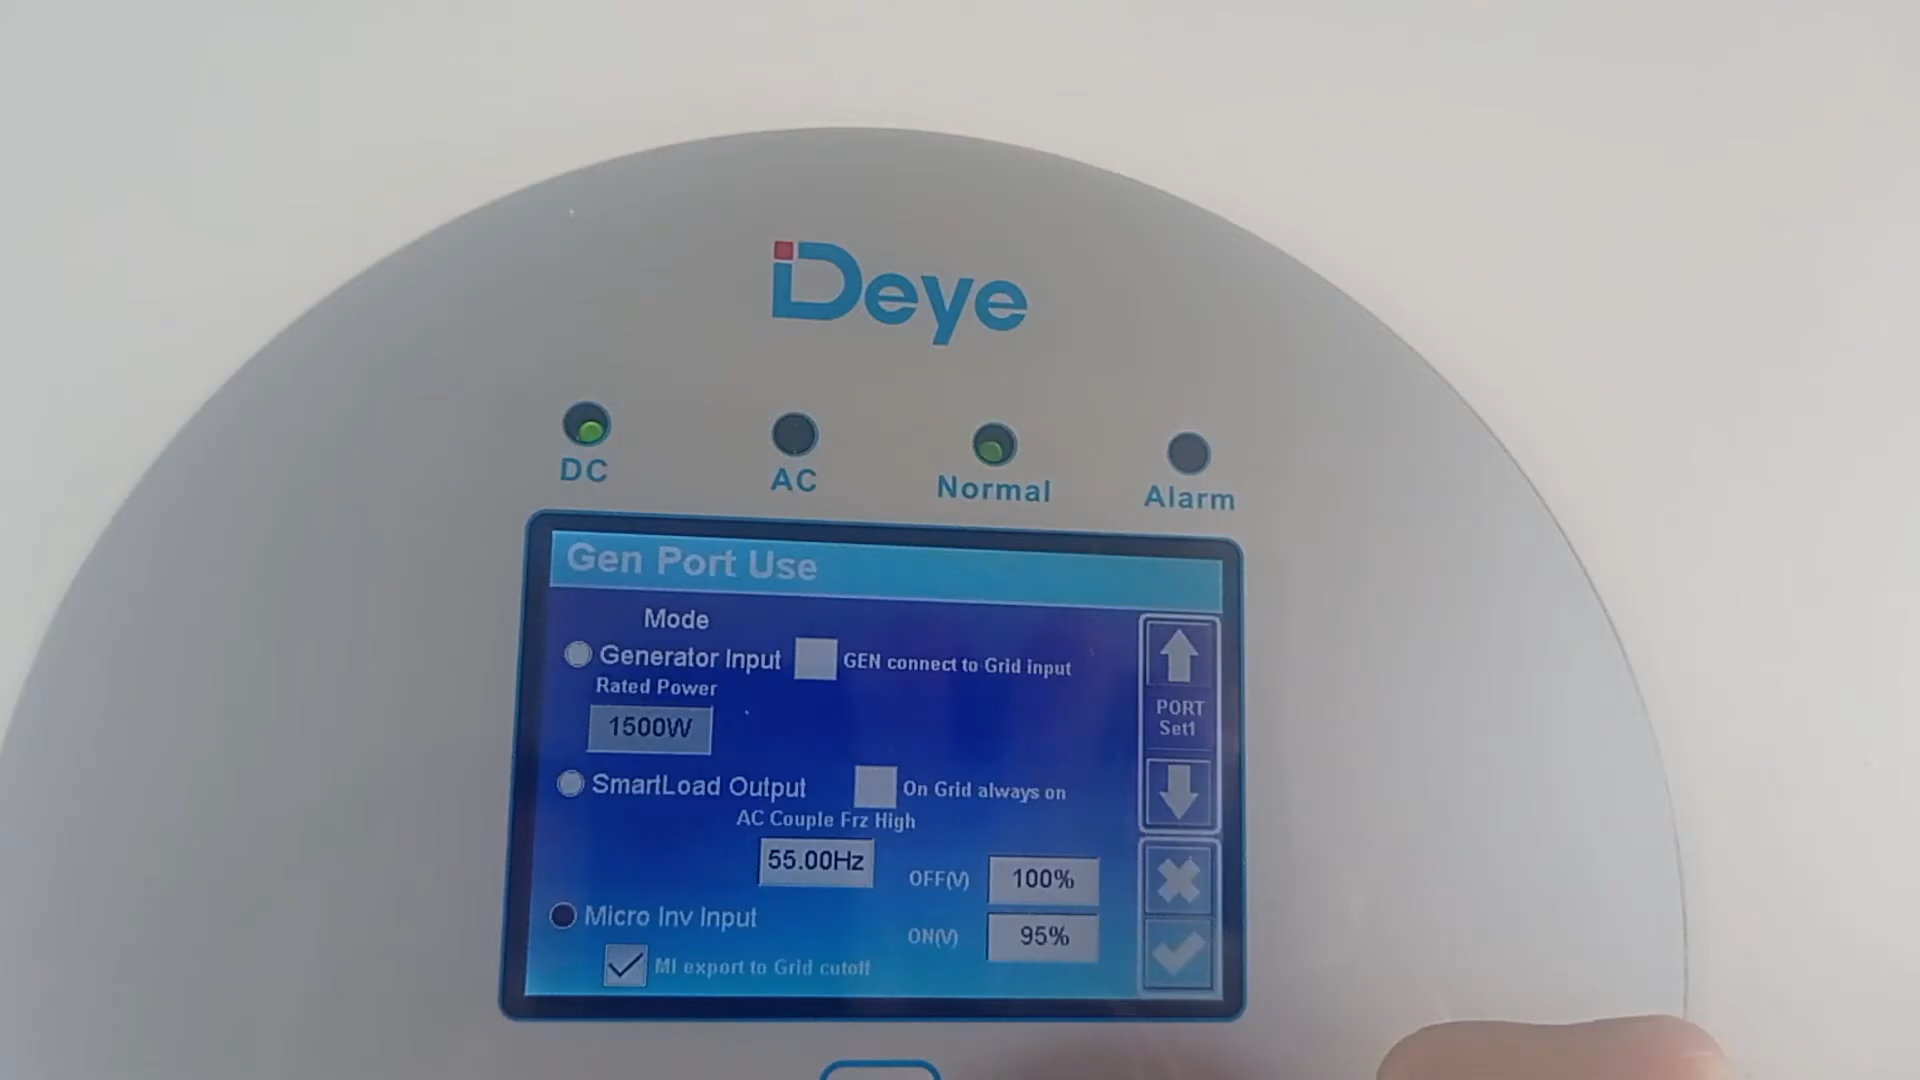 Deye
DC AC Normal Alarm
Gen Port Use
Mode
Generator Input GEN connect to Grid input
Rated Power
1500W
PORT
Set1
SmartLoad Output On Grid always on
AC Couple Frz High
55.00Hz
OFF(V) 100%
Micro Inv Input
ON(V) 95%
MI export to Grid cutoff